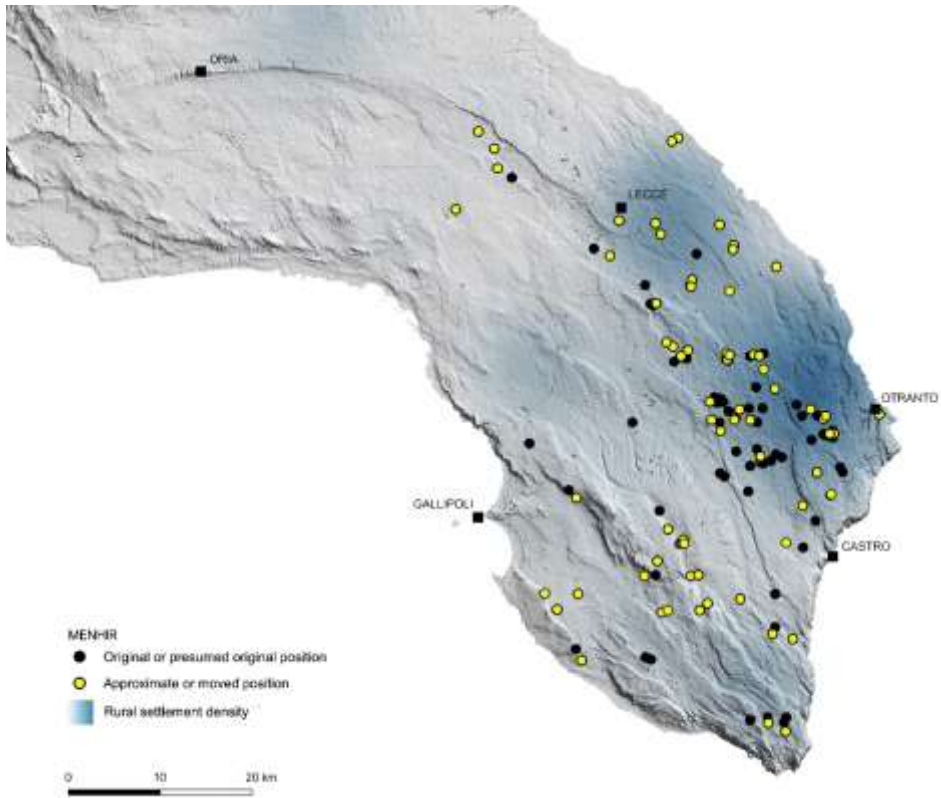 ORIA
LECCE
OTRANTO
GALLIPOLI
CASTRO
MENHIR
Original or presumed original position
Approximate or moved position
Rural settlement density
0 10 20 km